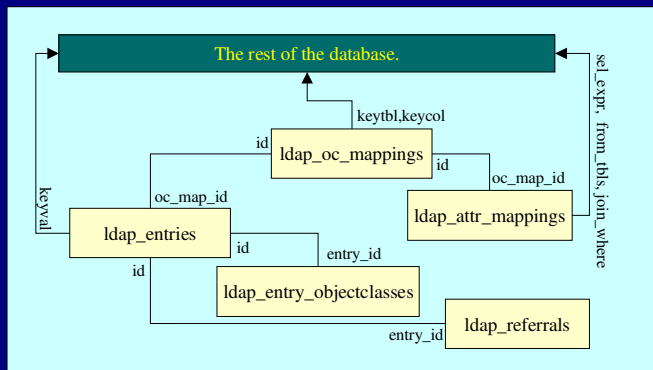 The rest of the database.
sel_expr, from_tbls, join_where
keytbl,keycol
id
ldap_oc_mappings
id
keyval
oc_map_id
oc_map_id
ldap_attr_mappings
ldap_entries
id
id
entry_id
ldap_entry_objectclasses
ldap_referrals
entry_id